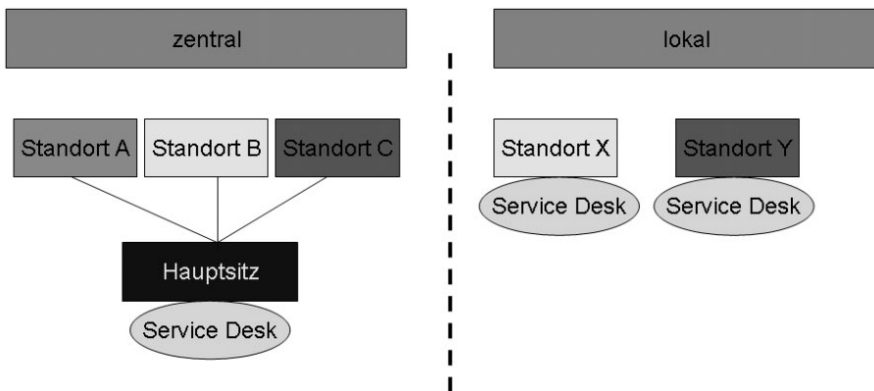 zentral
lokal
Standort A
Standort B
Standort C
Standort X
Standort Y
Service Desk
Service Desk
Hauptsitz
Service Desk